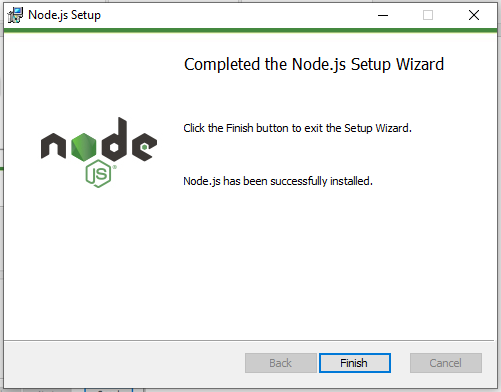 Node.js Setup
Completed the Node.js Setup Wizard
Click the Finish button to exit the Setup Wizard.
node
JS
Node.js has been successfully installed.
Back
Finish
Cancel